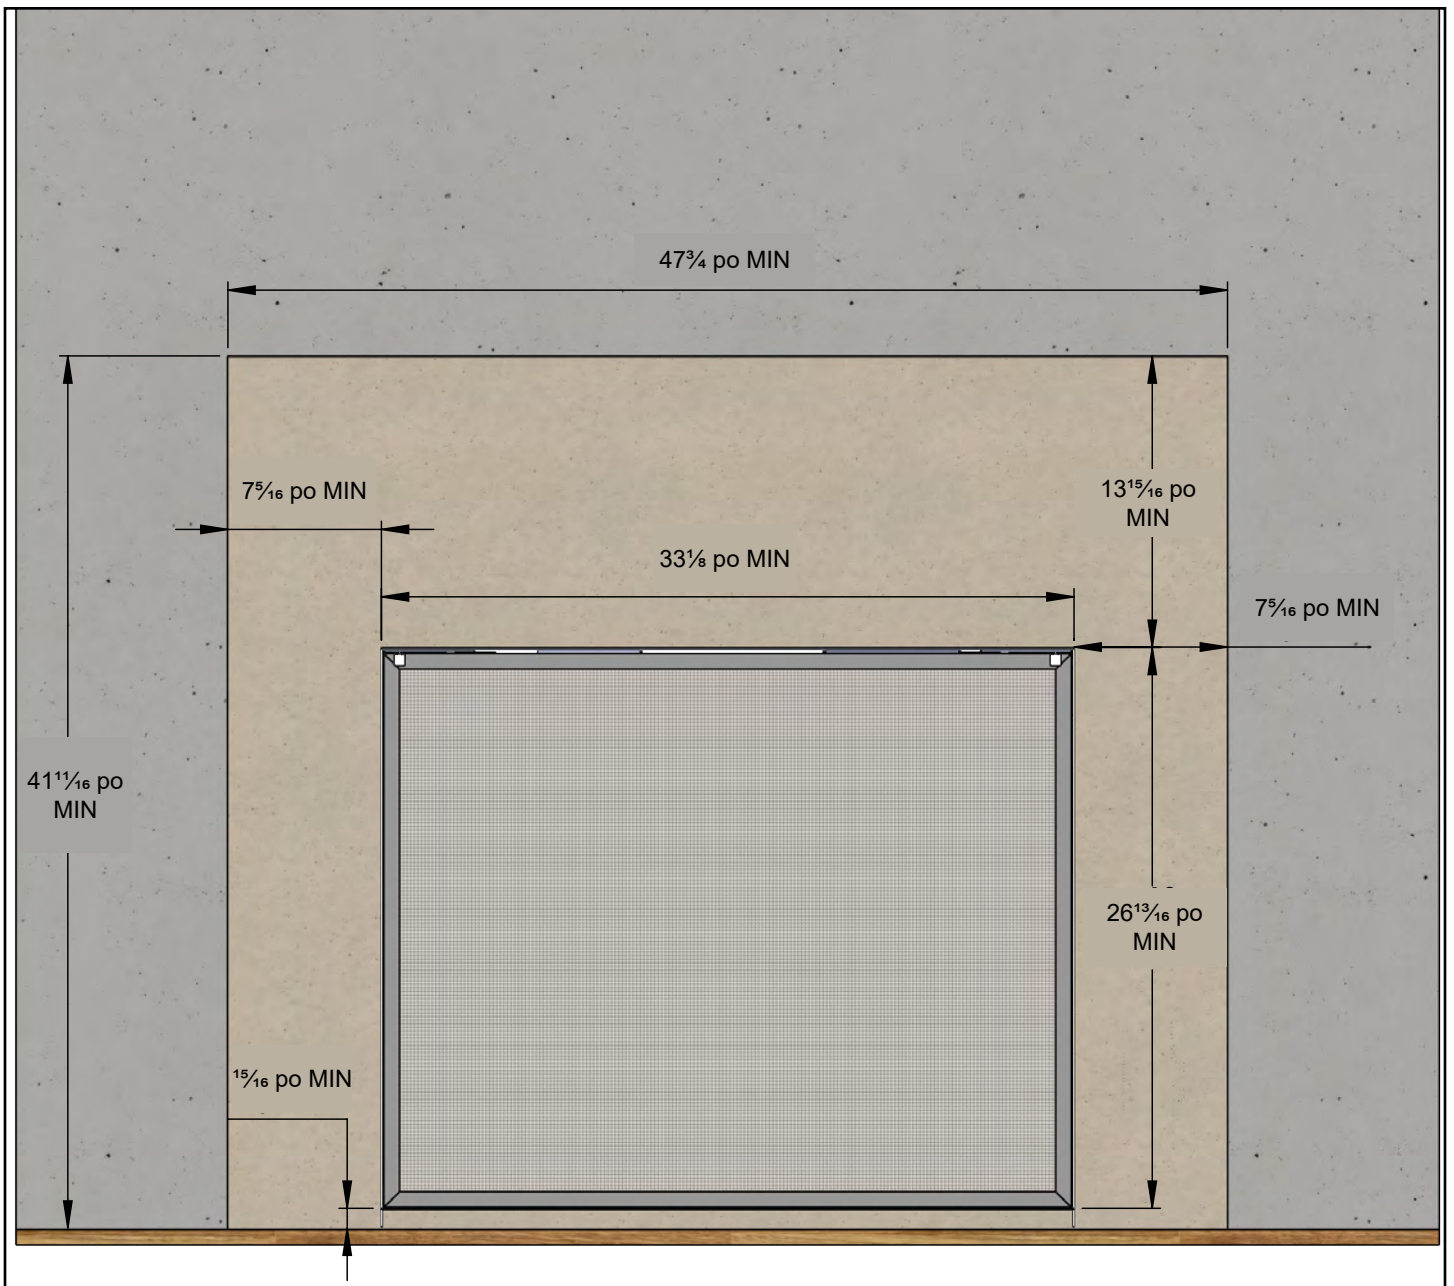 47¾ po MIN
7⁵⁄₁₆ po MIN
13¹⁵⁄₁₆ po
MIN
33⅛ po MIN
7⁵⁄₁₆ po MIN
41¹¹⁄₁₆ po
MIN
26¹³⁄₁₆ po
MIN
¹⁵⁄₁₆ po MIN